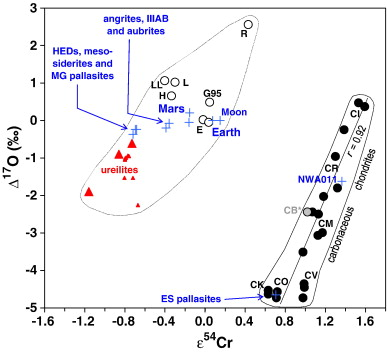 angrites, IIIAB
and aubrites
HEDs, meso-
siderites and
MG pallasites
R
LL
L
H
G95
Mars
Moon
E
Earth
ureilites
CI
r = 0.92
CR
NWA011
CB*
CM
chondrites
carbonaceous
CK
CO
CV
ES pallasites
3
2
1
0
-1
-2
-3
-4
-5
Δ¹⁷O (‰)
-1.6 -1.2 -0.8 -0.4 0.0 0.4 0.8 1.2 1.6
ε⁵⁴Cr